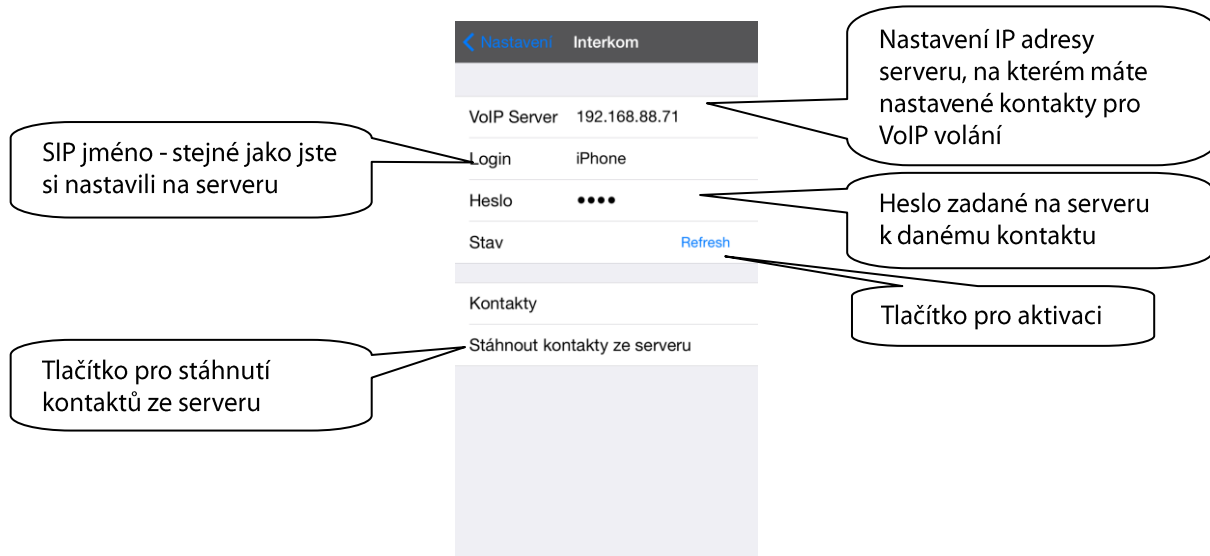 Nastavení Interkom
VoIP Server 192.168.88.71
Login iPhone
Heslo ••••
Stav Refresh
Kontakty
Stáhnout kontakty ze serveru
SIP jméno - stejné jako jste
si nastavili na serveru
Tlačítko pro stáhnutí
kontaktů ze serveru
Nastavení IP adresy
serveru, na kterém máte
nastavené kontakty pro
VoIP volání
Heslo zadané na serveru
k danému kontaktu
Tlačítko pro aktivaci